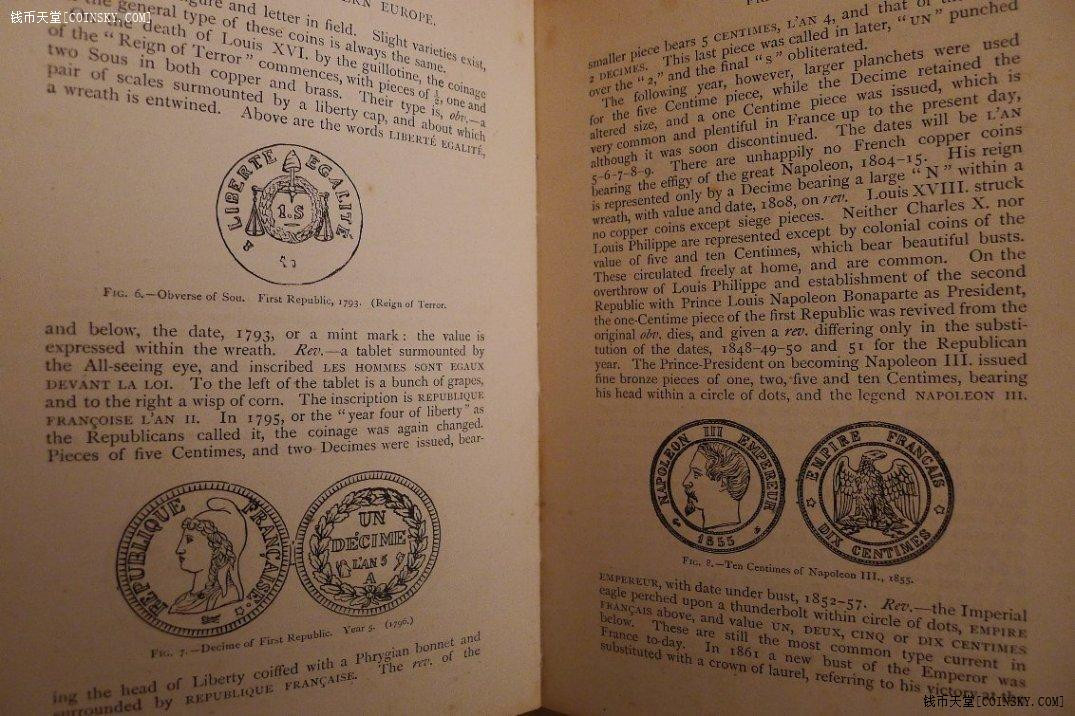 钱币天堂[COINSKY.COM]
ERN EUROPE.
figure and letter in field. Slight varieties exist,
the general type of these coins is always the same.
the death of Louis XVI. by the guillotine, the coinage
of the "Reign of Terror" commences, with pieces of ½, one and
two Sous in both copper and brass. Their type is, obv.—a
pair of scales surmounted by a liberty cap, and about which
a wreath is entwined. Above are the words LIBERTÉ EGALITÉ,
LIBERTE EGALITÉ
1.S
FIG. 6.—Obverse of Sou. First Republic, 1793. (Reign of Terror.
and below, the date, 1793, or a mint mark: the value is
expressed within the wreath. Rev.—a tablet surmounted by
the All-seeing eye, and inscribed LES HOMMES SONT EGAUX
DEVANT LA LOI. To the left of the tablet is a bunch of grapes,
and to the right a wisp of corn. The inscription is REPUBLIQUE
FRANÇOISE L'AN II. In 1795, or the "year four of liberty" as
the Republicans called it, the coinage was again changed.
Pieces of five Centimes, and two Decimes were issued, bear-
REPUBLIQUE FRANÇAISE.
UN
DÉCIME
L'AN 5
A
FIG. 7.—Decime of First Republic. Year 5. (1796.)
ing the head of Liberty coiffed with a Phrygian bonnet and
surrounded by REPUBLIQUE FRANÇAISE. The rev. of the
smaller piece bears 5 CENTIMES, L'AN 4, and that of the
2 DECIMES. This last piece was called in later, "UN" punched
over the "2," and the final "S" obliterated.
The following year, however, larger planchets were used
for the five Centime piece, while the Decime retained the
altered size, and a one Centime piece was issued, which is
very common and plentiful in France up to the present day,
although it was soon discontinued. The dates will be L'AN
5-6-7-8-9. There are unhappily no French copper coins
bearing the effigy of the great Napoleon, 1804-15. His reign
is represented only by a Decime bearing a large "N" within a
wreath, with value and date, 1808, on rev. Louis XVIII. struck
no copper coins except siege pieces. Neither Charles X. nor
Louis Philippe are represented except by colonial coins of the
value of five and ten Centimes, which bear beautiful busts.
These circulated freely at home, and are common. On the
overthrow of Louis Philippe and establishment of the second
Republic with Prince Louis Napoleon Bonaparte as President,
the one-Centime piece of the first Republic was revived from the
original obv. dies, and given a rev. differing only in the substi-
tution of the dates, 1848-49-50 and 51 for the Republican
year. The Prince-President on becoming Napoleon III. issued
fine bronze pieces of one, two, five and ten Centimes, bearing
his head within a circle of dots, and the legend NAPOLEON III.
NAPOLEON III EMPEREUR
1855
EMPIRE FRANÇAIS
DIX CENTIMES
FIG. 8.—Ten Centimes of Napoleon III., 1855.
EMPEREUR, with date under bust, 1852-57. Rev.—the Imperial
eagle perched upon a thunderbolt within circle of dots, EMPIRE
FRANÇAIS above, and value UN, DEUX, CINQ or DIX CENTIMES
below. These are still the most common type current in
France to-day. In 1861 a new bust of the Emperor was
substituted with a crown of laurel, referring to his victory at the
钱币天堂[COINSKY.COM]